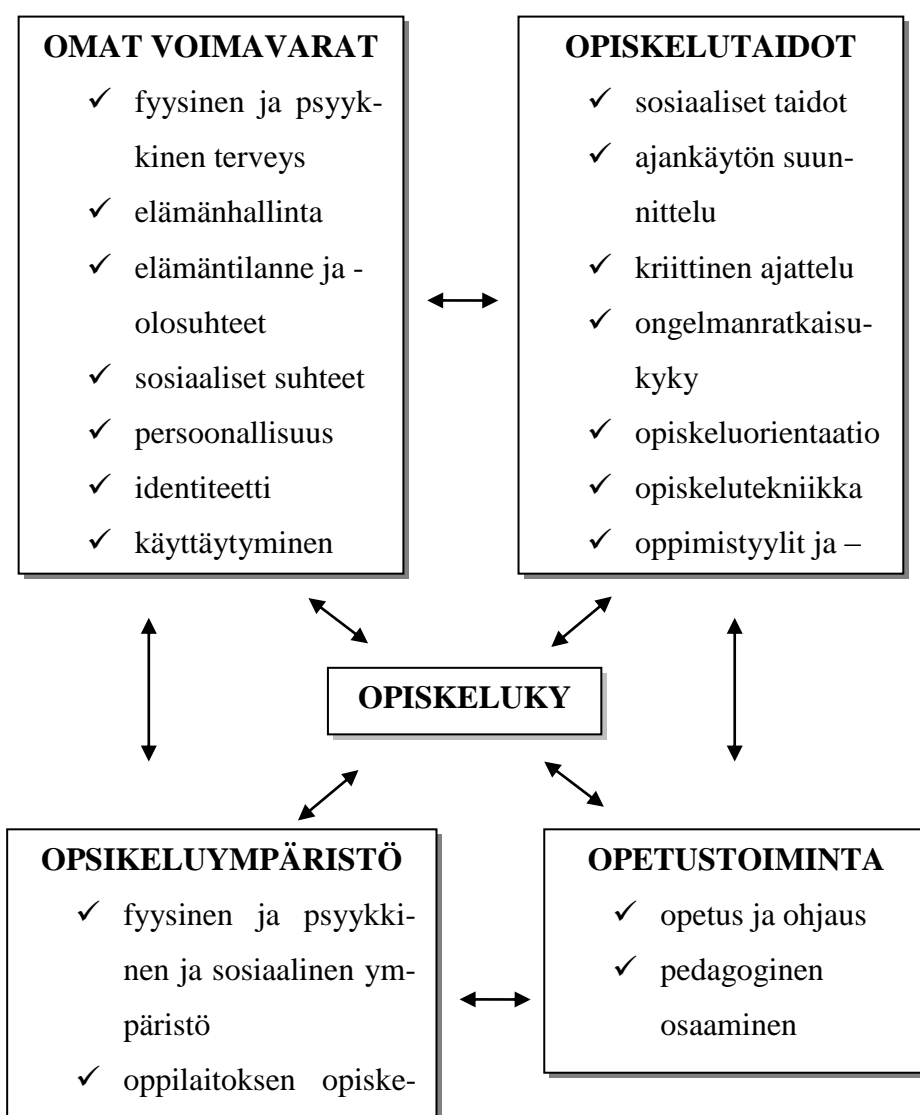 OMAT VOIMAVARAT
✓ fyysinen ja psyyk-
kinen terveys
✓ elämänhallinta
✓ elämäntilanne ja -
olosuhteet
✓ sosiaaliset suhteet
✓ persoonallisuus
✓ identiteetti
✓ käyttäytyminen
OPISKELUTAIDOT
✓ sosiaaliset taidot
✓ ajankäytön suun-
nittelu
✓ kriittinen ajattelu
✓ ongelmanratkaisu-
kyky
✓ opiskeluorientaatio
✓ opiskelutekniikka
✓ oppimistyylit ja –
OPISKELUKY
OPSIKELUYMPÄRISTÖ
✓ fyysinen ja psyykki-
nen ja sosiaalinen ym-
päristö
✓ oppilaitoksen opiske-
OPETUSTOIMINTA
✓ opetus ja ohjaus
✓ pedagoginen
osaaminen